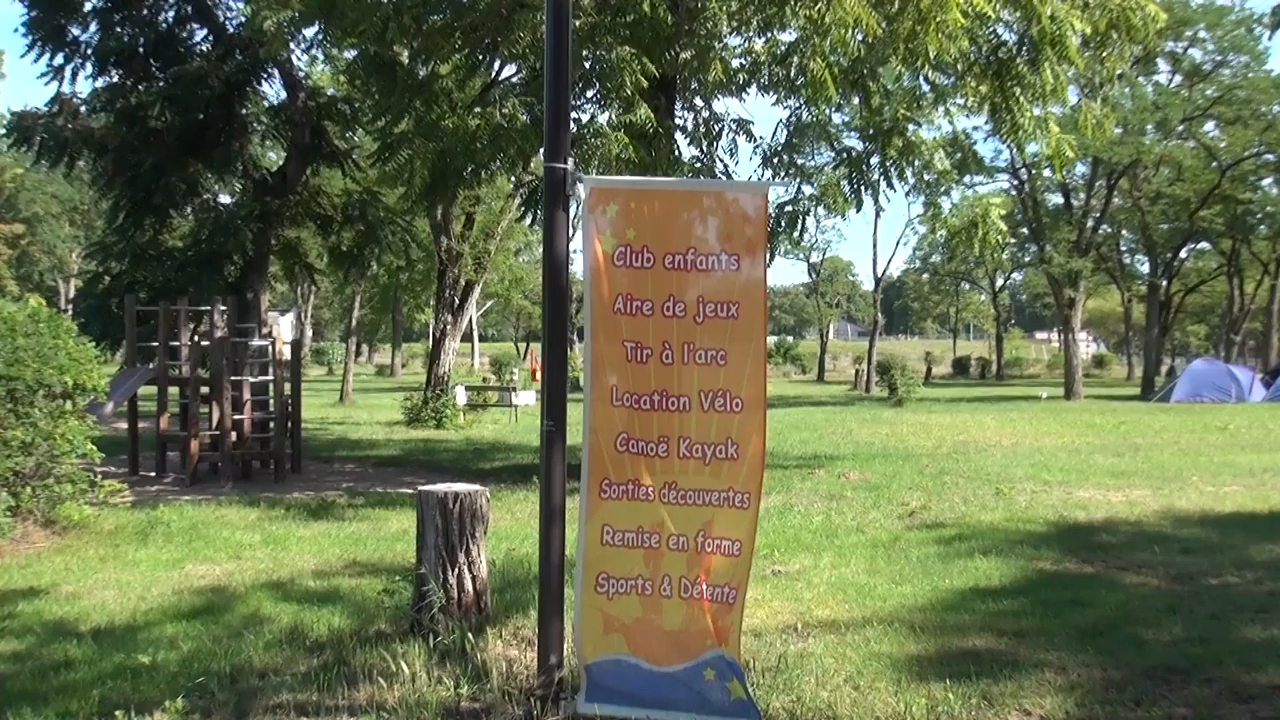 Club enfants
Aire de jeux
Tir à l'arc
Location Vélo
Canoë Kayak
Sorties découvertes
Remise en forme
Sports & Détente